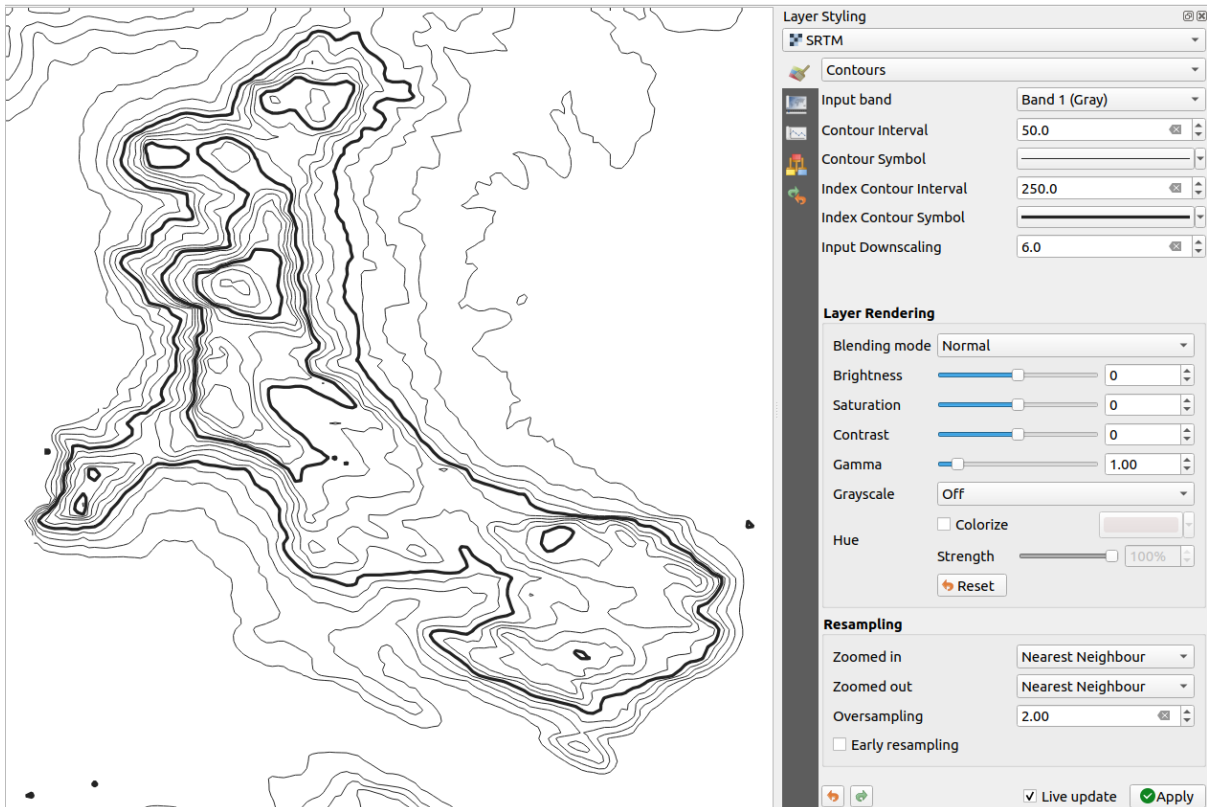 Layer Styling
SRTM
Contours
Input band Band 1 (Gray)
Contour Interval 50.0
Contour Symbol
Index Contour Interval 250.0
Index Contour Symbol
Input Downscaling 6.0
Layer Rendering
Blending mode Normal
Brightness 0
Saturation 0
Contrast 0
Gamma 1.00
Grayscale Off
Hue Colorize
Strength 100%
Reset
Resampling
Zoomed in Nearest Neighbour
Zoomed out Nearest Neighbour
Oversampling 2.00
Early resampling
Live update Apply